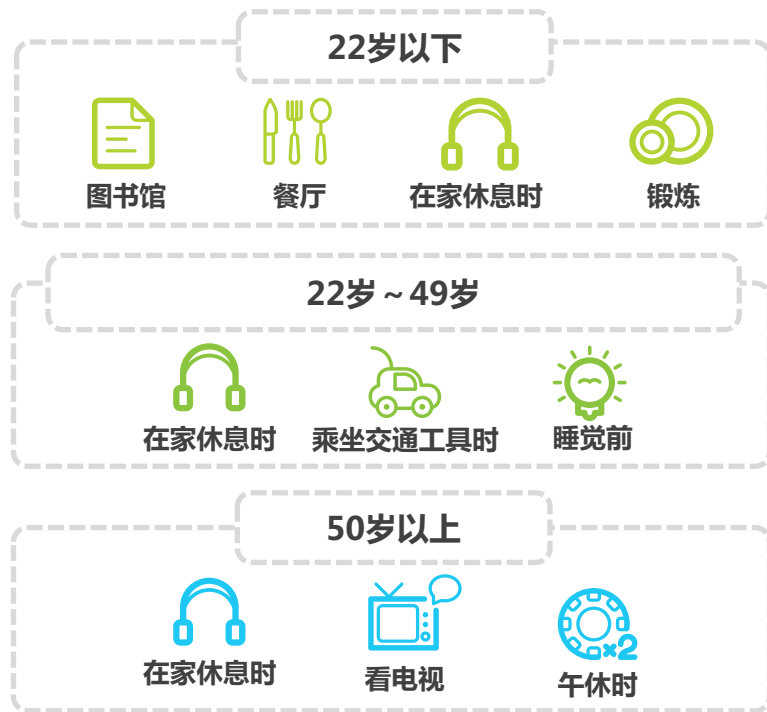 22岁以下
图书馆 餐厅 在家休息时 锻炼
22岁～49岁
在家休息时 乘坐交通工具时 睡觉前
50岁以上
×2
在家休息时 看电视 午休时